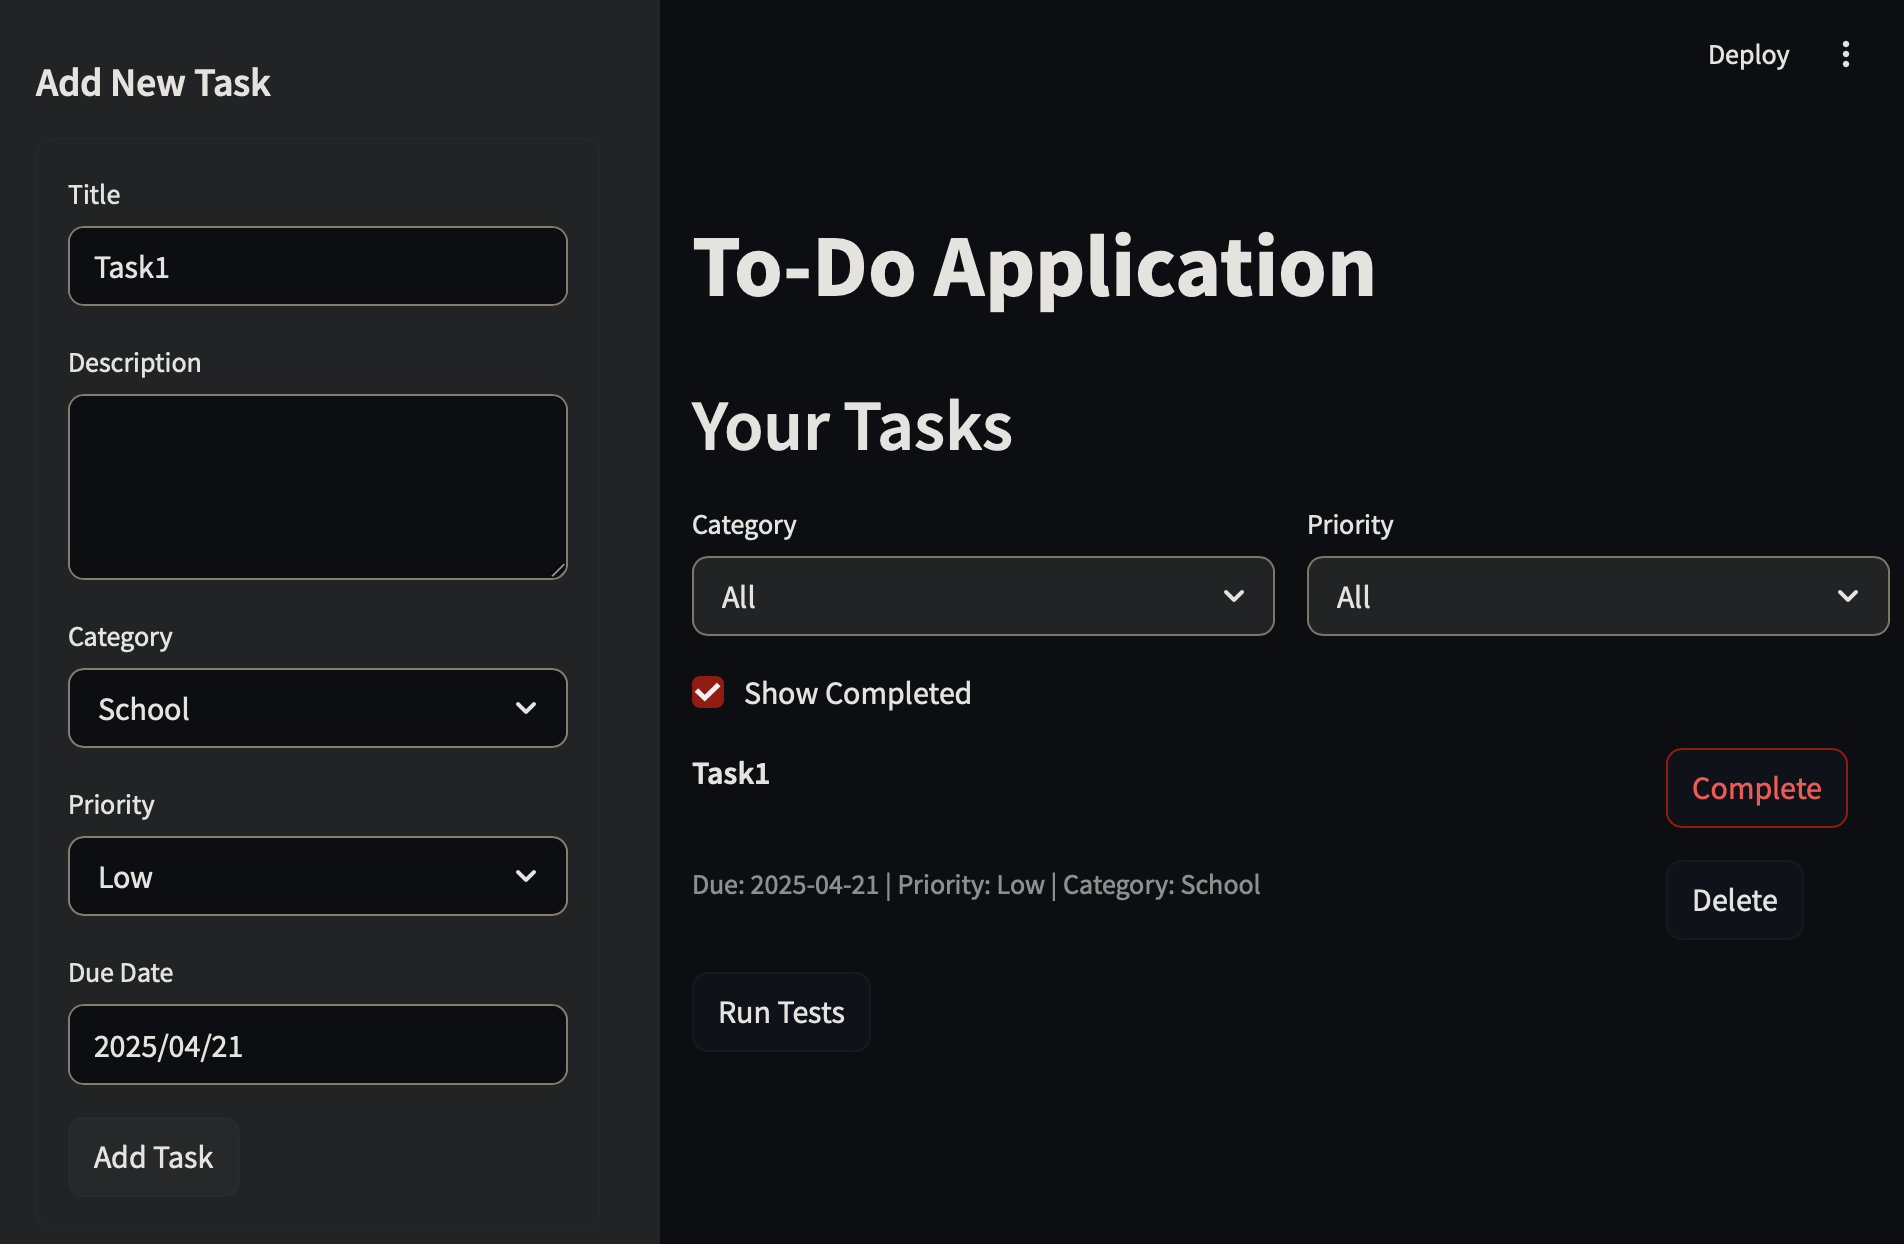 Add New Task
Title
Task1
Description
Category
School
Priority
Low
Due Date
2025/04/21
Add Task
Deploy
To-Do Application
Your Tasks
Category
Priority
All
All
Show Completed
Task1
Complete
Due: 2025-04-21 | Priority: Low | Category: School
Delete
Run Tests